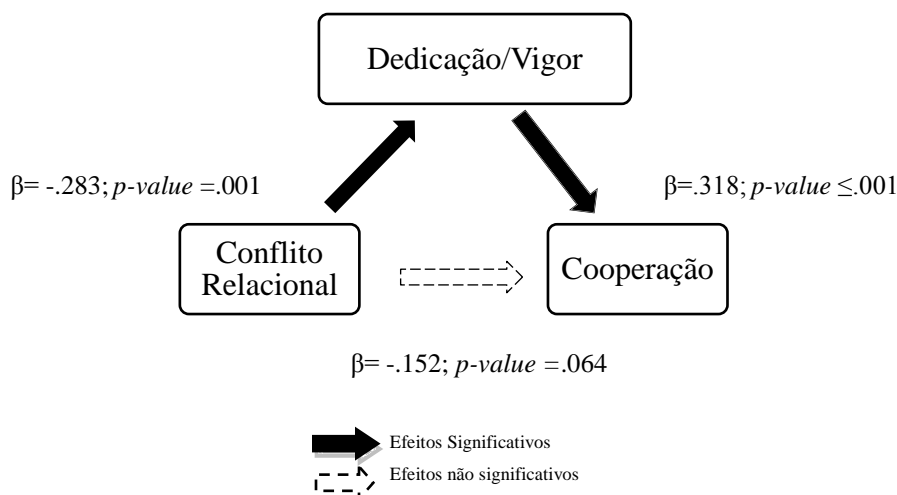 Dedicação/Vigor
β= -.283; p-value =.001
β=.318; p-value ≤.001
Conflito
Relacional
Cooperação
β= -.152; p-value =.064
Efeitos Significativos
Efeitos não significativos